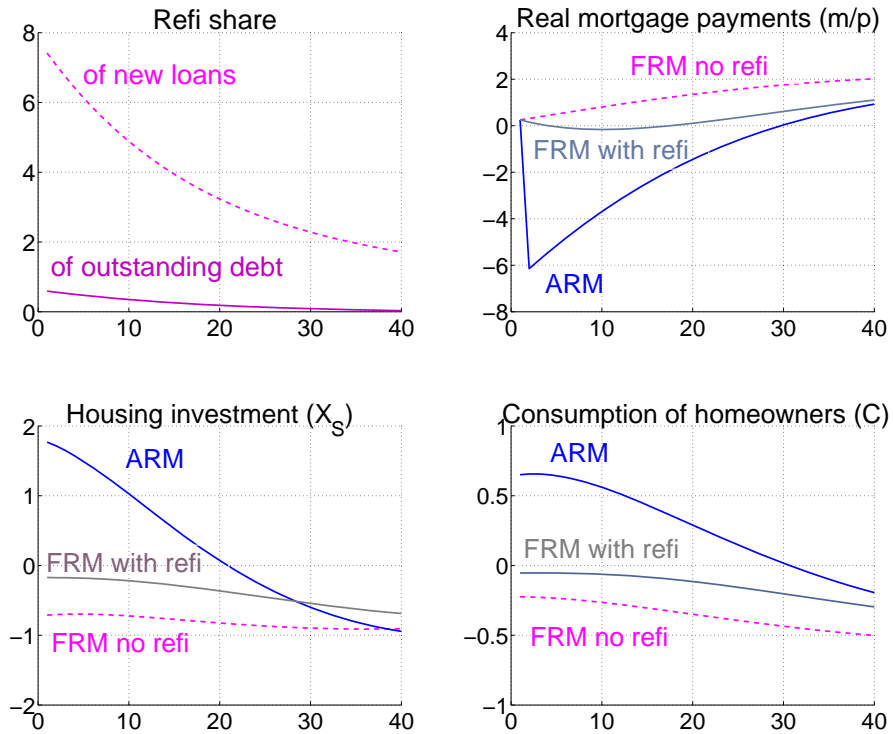 Refi share
8
6
4
2
0
of new loans
of outstanding debt
0 10 20 30 40
Real mortgage payments (m/p)
4
2
0
−2
−4
−6
−8
FRM no refi
FRM with refi
ARM
0 10 20 30 40
Housing investment (X_S)
2
1
0
−1
−2
ARM
FRM with refi
FRM no refi
0 10 20 30 40
Consumption of homeowners (C)
1
0.5
0
−0.5
−1
ARM
FRM with refi
FRM no refi
0 10 20 30 40